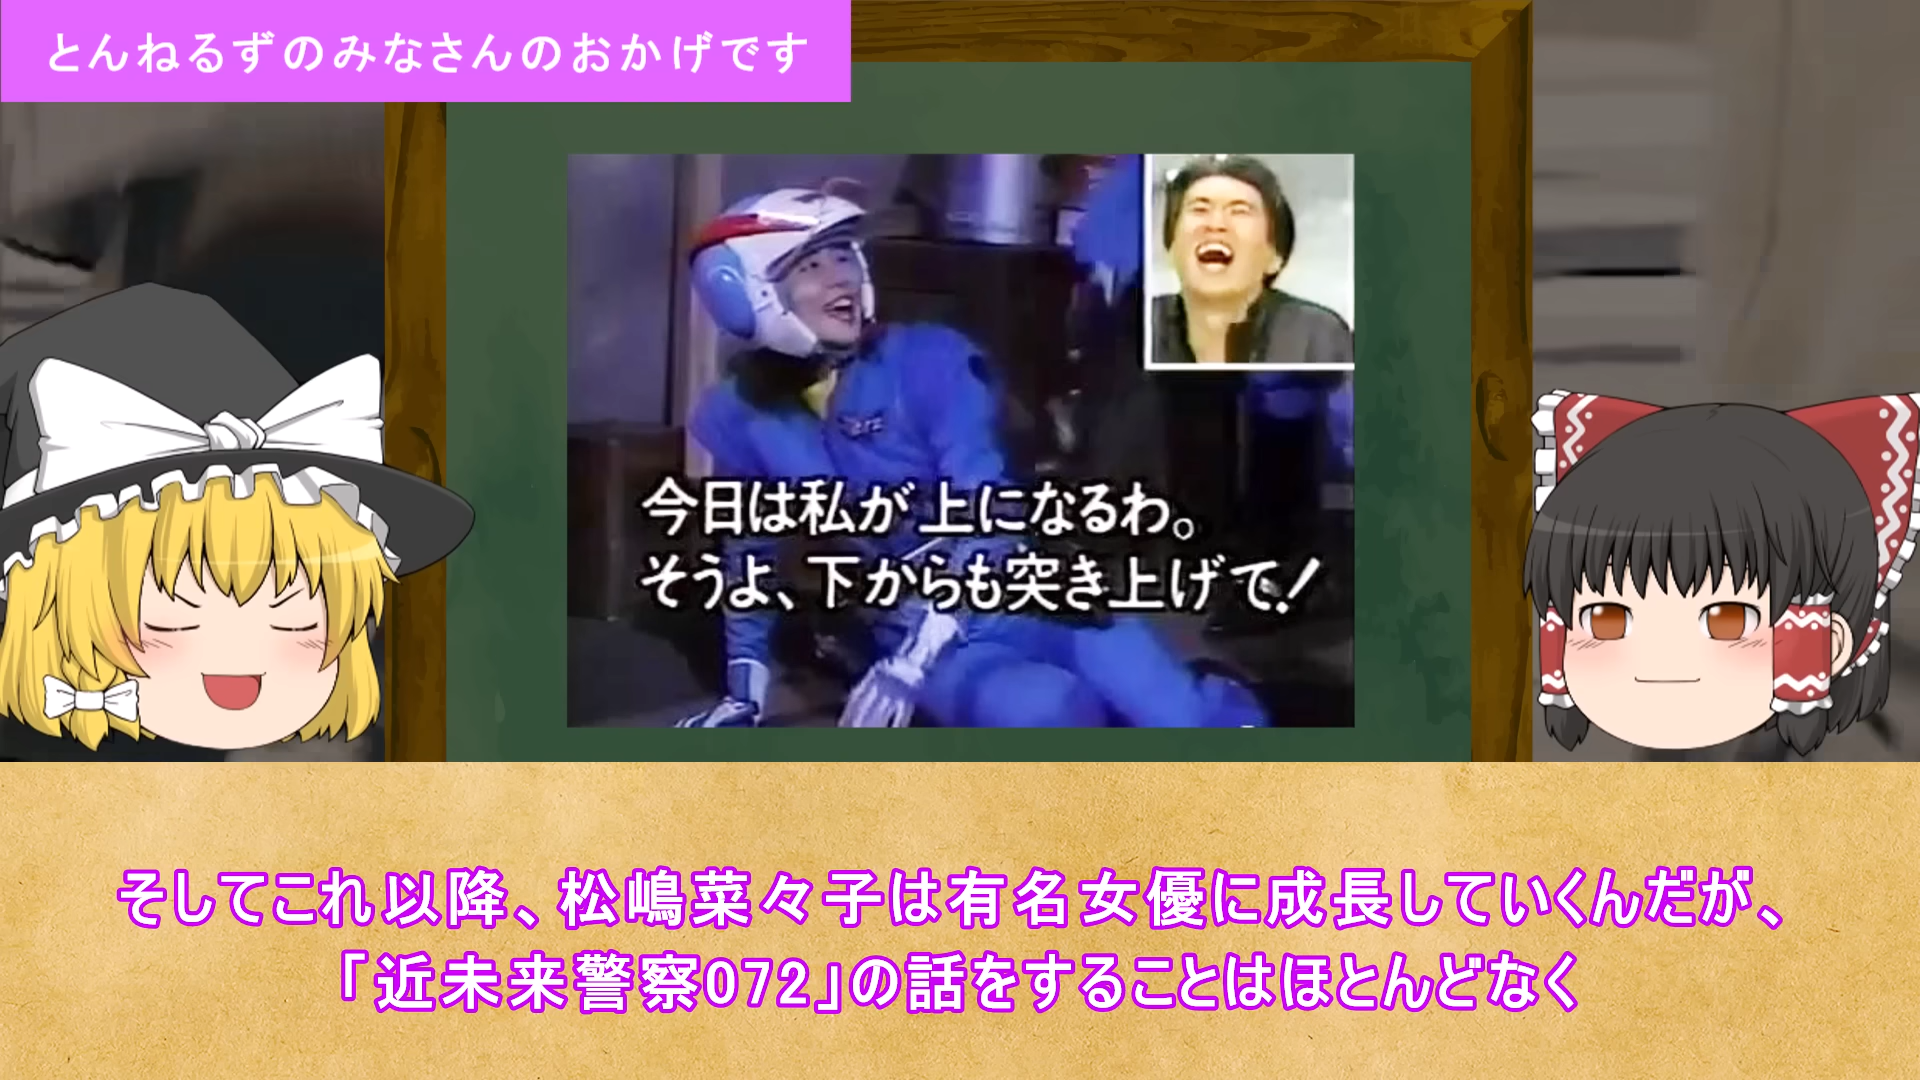 とんねるずのみなさんのおかげです
今日は私が上になるわ。
そうよ、下からも突き上げて!
そしてこれ以降、松嶋菜々子は有名女優に成長していくんだが、
「近未来警察072」の話をすることはほとんどなく